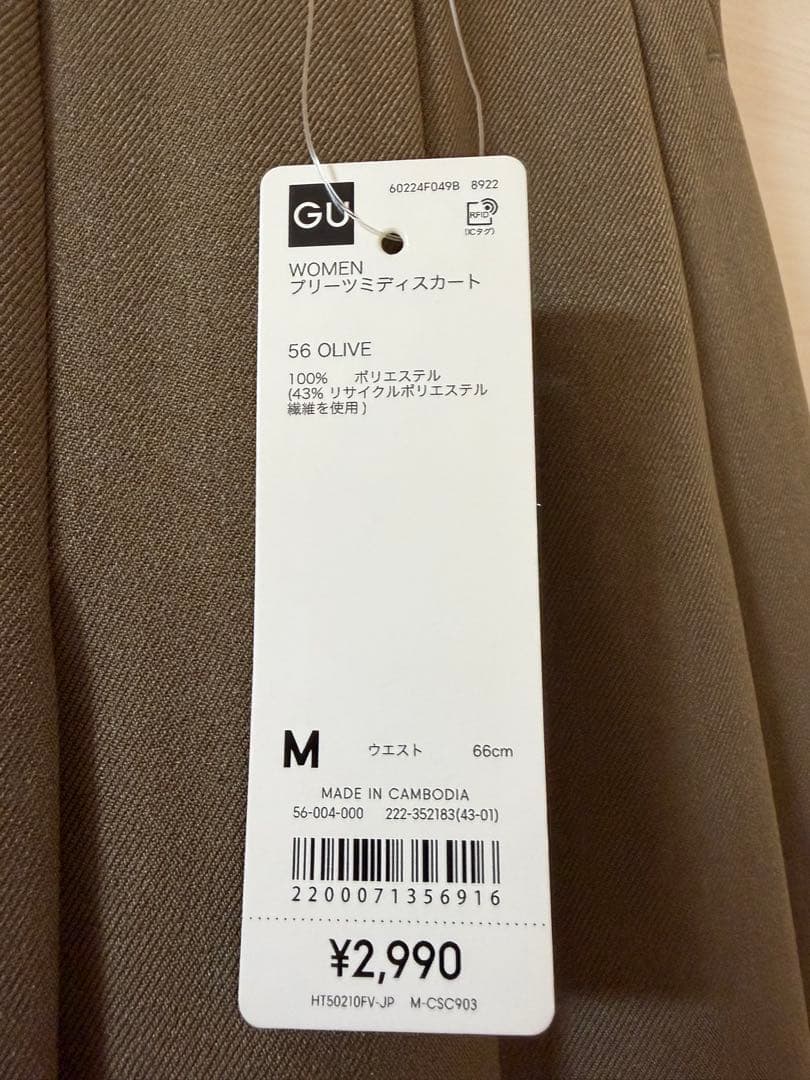 GU
60224F049B 8922
RFID
(ICタグ)
WOMEN
プリーツミディスカート
56 OLIVE
100% ポリエステル
(43% リサイクルポリエステル
繊維を使用)
M ウエスト 66cm
MADE IN CAMBODIA
56-004-000 222-352183(43-01)
2200071356916
¥2,990
HT50210FV-JP M-CSC903